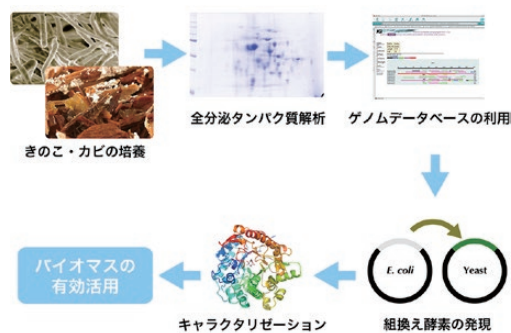 きのこ・カビの培養
全分泌タンパク質解析
ゲノムデータベースの利用
E. coli
Yeast
組換え酵素の発現
キャラクタリゼーション
バイオマスの
有効活用